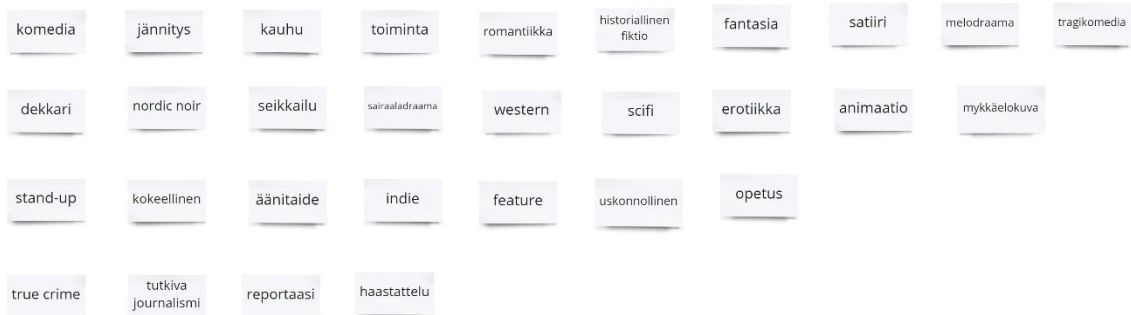 komedia
jännitys
kauhu
toiminta
romantiikka
historiallinen
fiktio
fantasia
satiiri
melodraama
tragikomedia
dekkari
nordic noir
seikkailu
sairaaladraama
western
scifi
erotiikka
animaatio
mykkäelokuva
stand-up
kokeellinen
äänitaide
indie
feature
uskonnollinen
opetus
true crime
tutkiva
journalismi
reportaasi
haastattelu